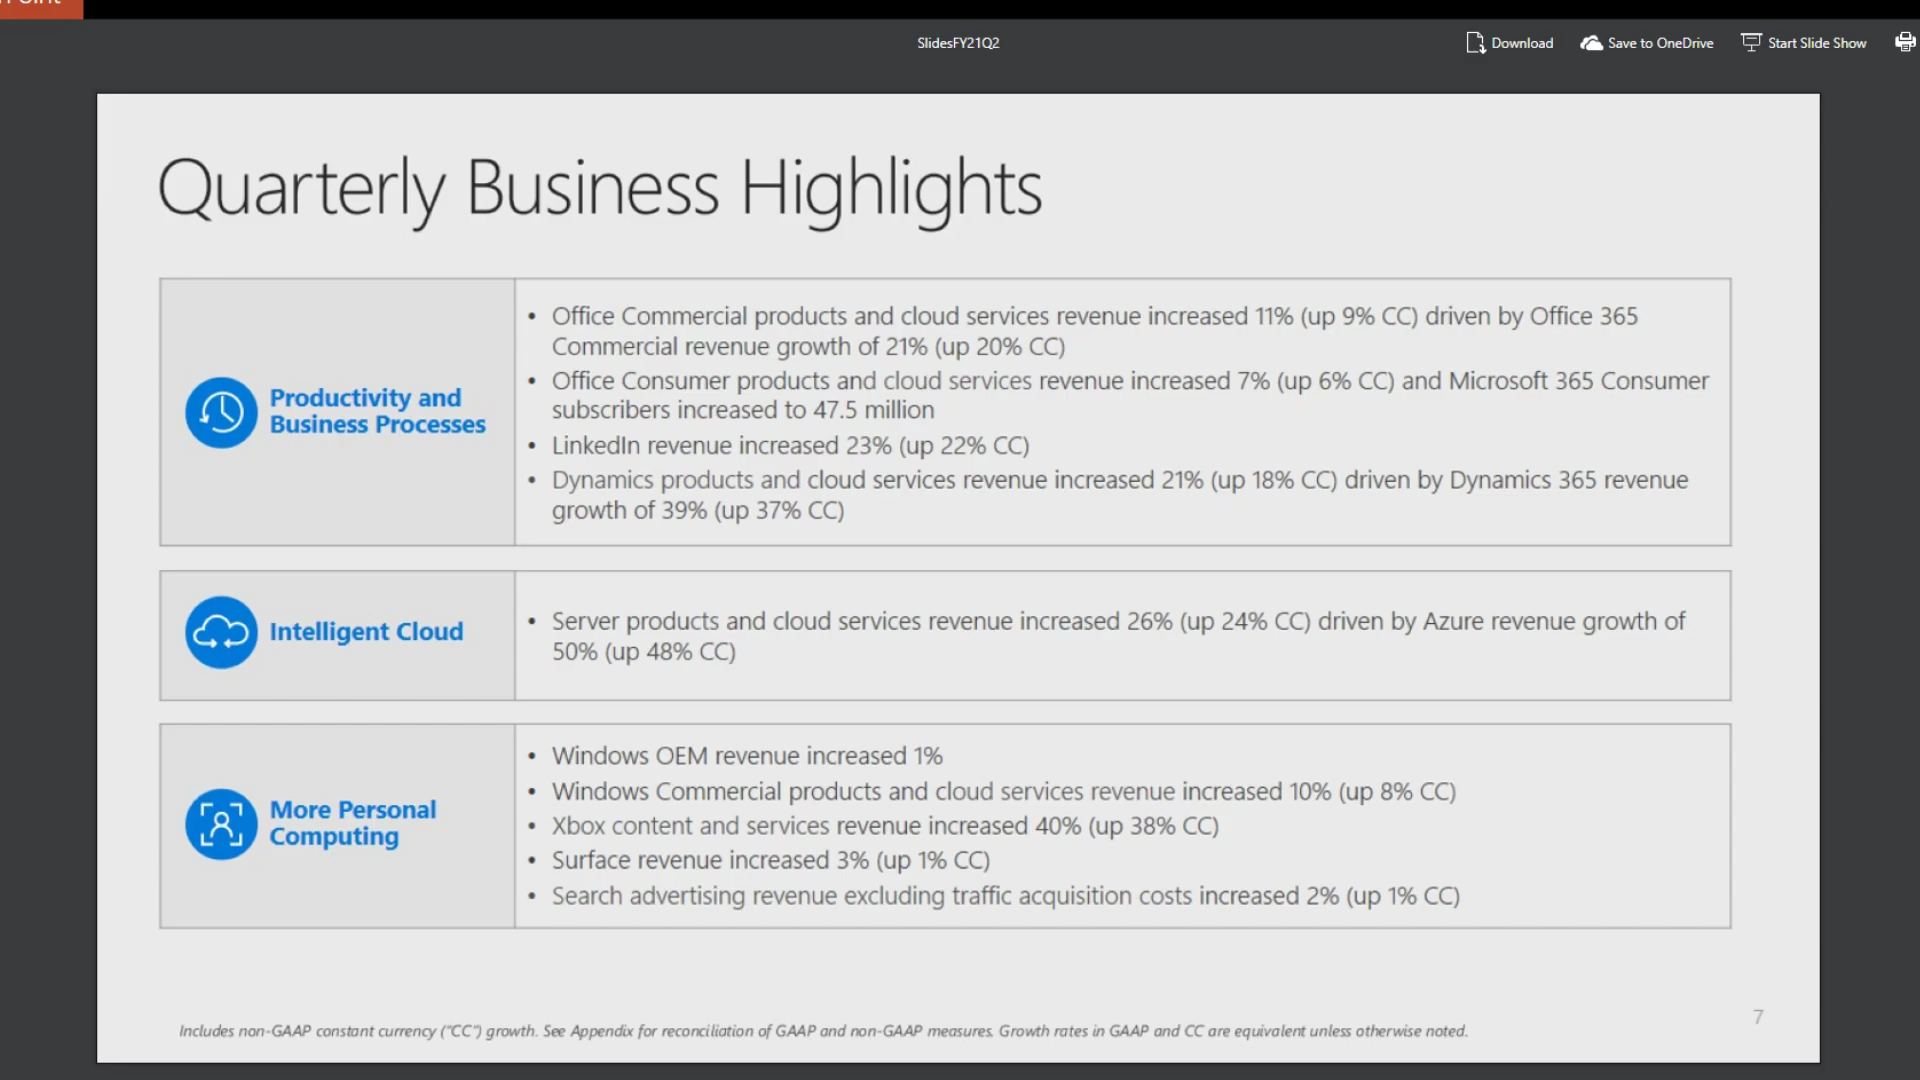 SlidesFY21Q2
Download
Save to OneDrive
Start Slide Show
Quarterly Business Highlights
Productivity and
Business Processes
• Office Commercial products and cloud services revenue increased 11% (up 9% CC) driven by Office 365
Commercial revenue growth of 21% (up 20% CC)
• Office Consumer products and cloud services revenue increased 7% (up 6% CC) and Microsoft 365 Consumer
subscribers increased to 47.5 million
• LinkedIn revenue increased 23% (up 22% CC)
• Dynamics products and cloud services revenue increased 21% (up 18% CC) driven by Dynamics 365 revenue
growth of 39% (up 37% CC)
Intelligent Cloud
• Server products and cloud services revenue increased 26% (up 24% CC) driven by Azure revenue growth of
50% (up 48% CC)
More Personal
Computing
• Windows OEM revenue increased 1%
• Windows Commercial products and cloud services revenue increased 10% (up 8% CC)
• Xbox content and services revenue increased 40% (up 38% CC)
• Surface revenue increased 3% (up 1% CC)
• Search advertising revenue excluding traffic acquisition costs increased 2% (up 1% CC)
Includes non-GAAP constant currency ("CC") growth. See Appendix for reconciliation of GAAP and non-GAAP measures. Growth rates in GAAP and CC are equivalent unless otherwise noted.
7